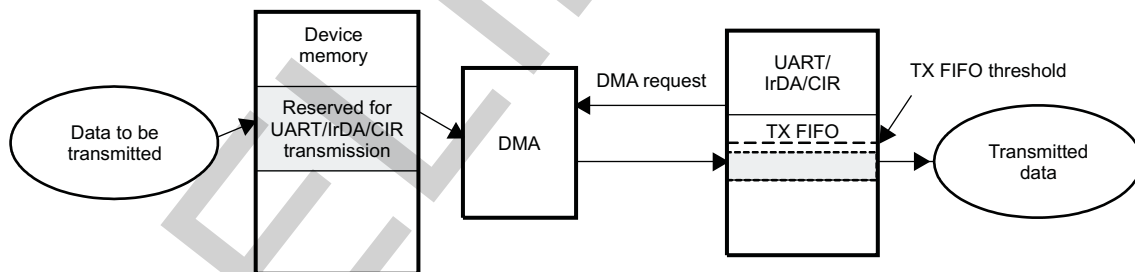 Data to be
transmitted
Device
memory
Reserved for
UART/IrDA/CIR
transmission
DMA
DMA request
UART/
IrDA/CIR
TX FIFO
TX FIFO threshold
Transmitted
data